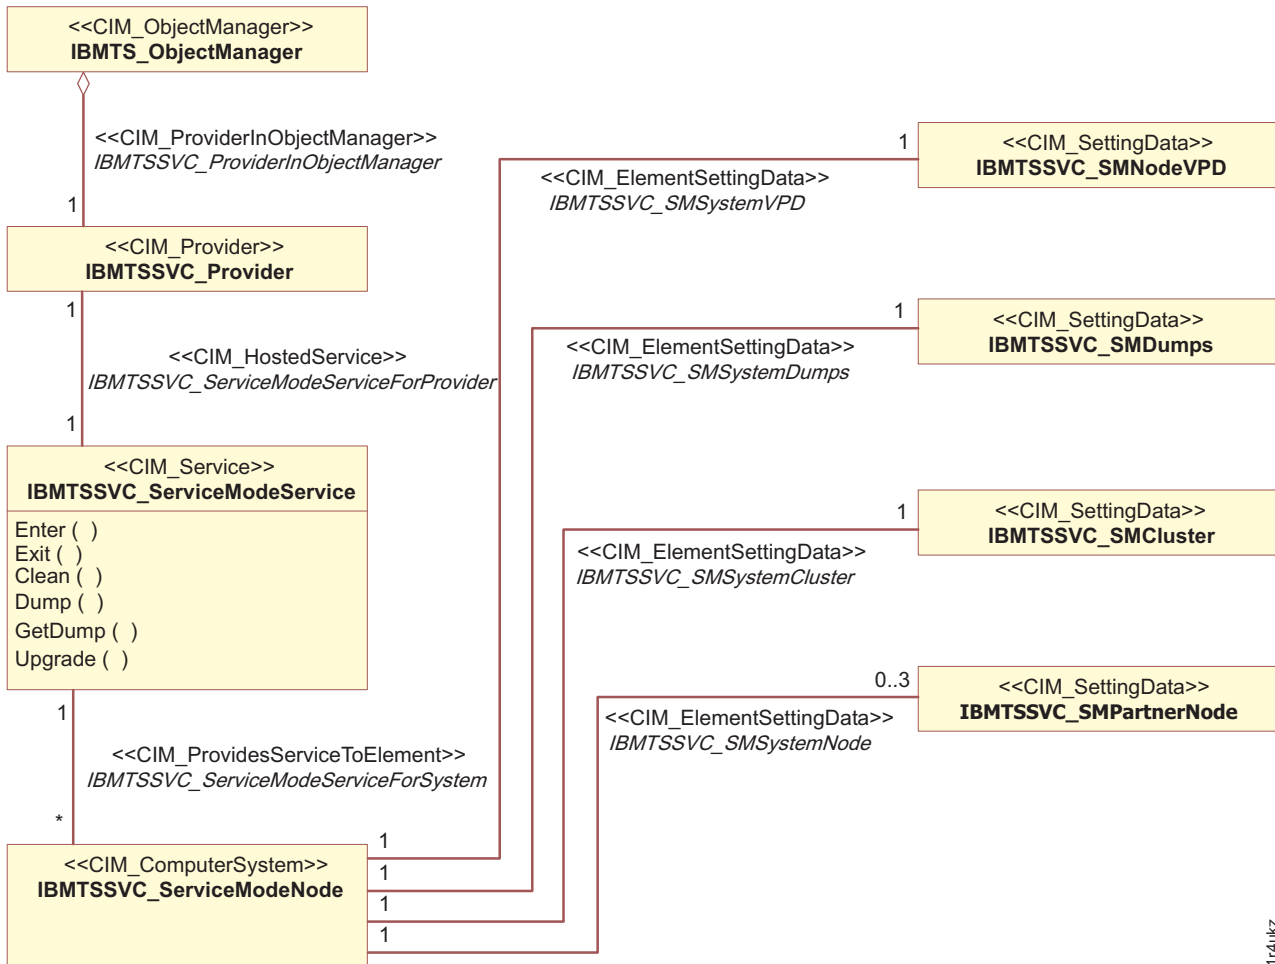 <<CIM_ObjectManager>>
IBMTS_ObjectManager
<<CIM_ProviderInObjectManager>>
IBMTSSVC_ProviderInObjectManager
1
<<CIM_Provider>>
IBMTSSVC_Provider
1
<<CIM_HostedService>>
IBMTSSVC_ServiceModeServiceForProvider
1
<<CIM_Service>>
IBMTSSVC_ServiceModeService
Enter ( )
Exit ( )
Clean ( )
Dump ( )
GetDump ( )
Upgrade ( )
1
<<CIM_ProvidesServiceToElement>>
IBMTSSVC_ServiceModeServiceForSystem
*
<<CIM_ComputerSystem>>
IBMTSSVC_ServiceModeNode
1
1
1
1
<<CIM_ElementSettingData>>
IBMTSSVC_SMSystemVPD
1
<<CIM_SettingData>>
IBMTSSVC_SMNodeVPD
<<CIM_ElementSettingData>>
IBMTSSVC_SMSystemDumps
1
<<CIM_SettingData>>
IBMTSSVC_SMDumps
<<CIM_ElementSettingData>>
IBMTSSVC_SMSystemCluster
1
<<CIM_SettingData>>
IBMTSSVC_SMCluster
<<CIM_ElementSettingData>>
IBMTSSVC_SMSystemNode
0..3
<<CIM_SettingData>>
IBMTSSVC_SMPartnerNode